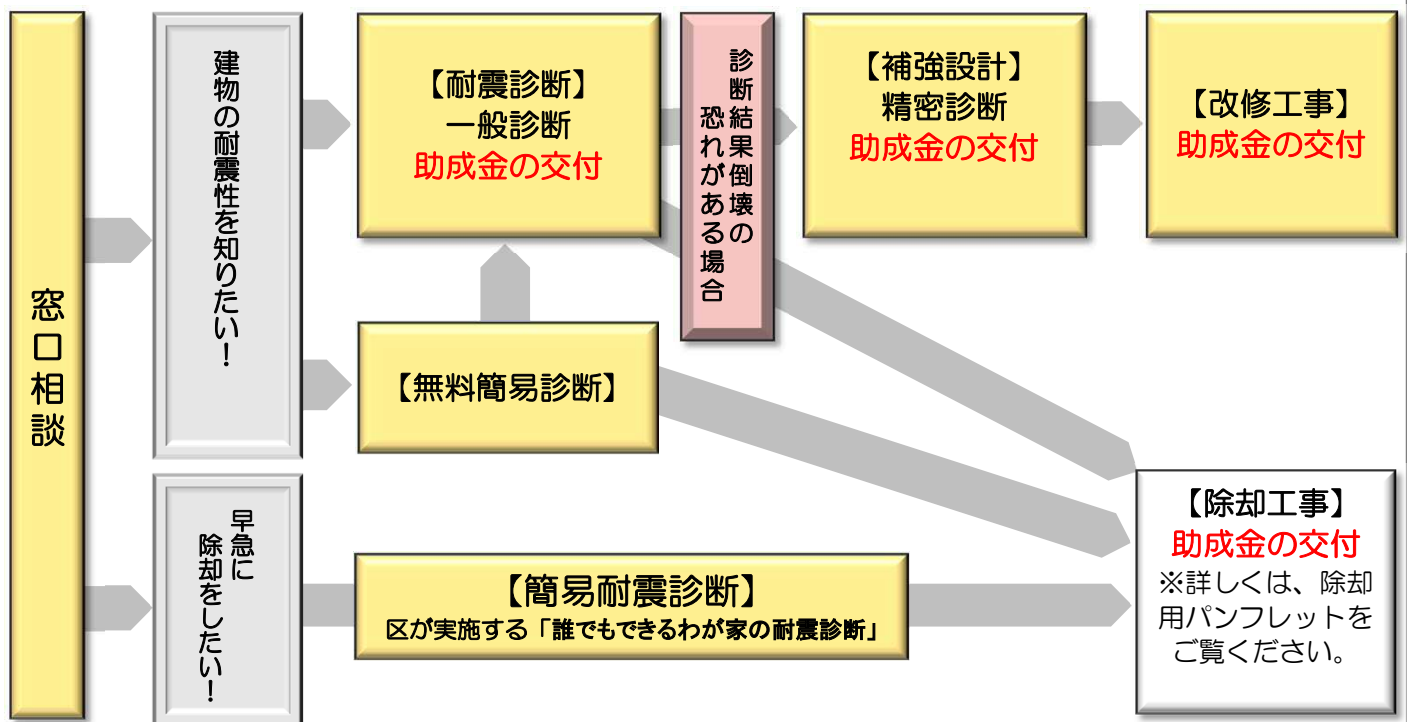 窓口相談
建物の耐震性を知りたい！
【耐震診断】
一般診断
助成金の交付
診断結果倒壊の
恐れがある場合
【補強設計】
精密診断
助成金の交付
【改修工事】
助成金の交付
【無料簡易診断】
早急に
除却をしたい！
【簡易耐震診断】
区が実施する「誰でもできるわが家の耐震診断」
【除却工事】
助成金の交付
※詳しくは、除却
用パンフレットを
ご覧ください。